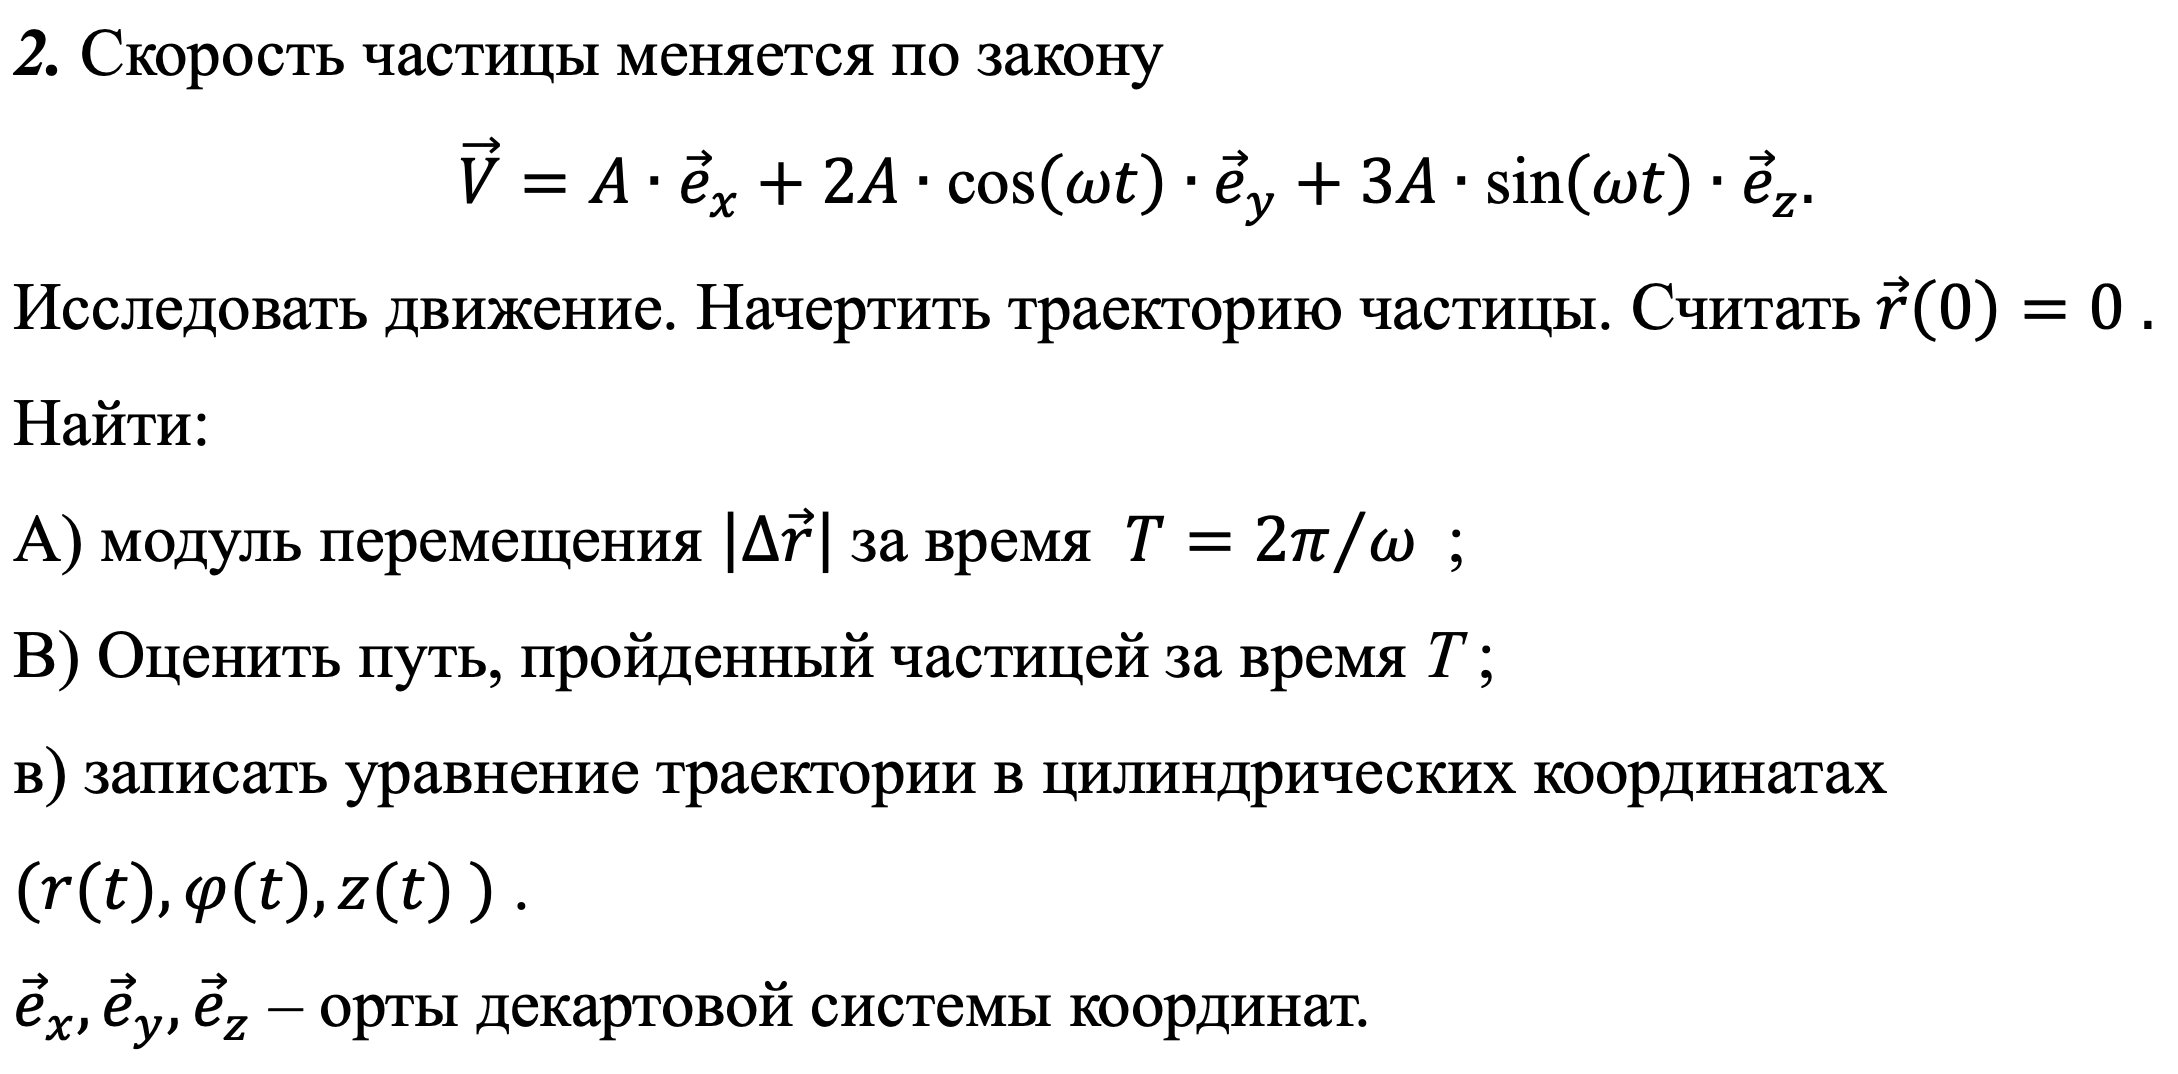 2. Скорость частицы меняется по закону
$\vec{V} = A \cdot \vec{e}_x + 2A \cdot \cos(\omega t) \cdot \vec{e}_y + 3A \cdot \sin(\omega t) \cdot \vec{e}_z.$
Исследовать движение. Начертить траекторию частицы. Считать $\vec{r}(0) = 0$ .
Найти:
А) модуль перемещения $|\Delta\vec{r}|$ за время $T = 2\pi/\omega$ ;
В) Оценить путь, пройденный частицей за время $T$ ;
в) записать уравнение траектории в цилиндрических координатах
$(r(t), \varphi(t), z(t) )$ .
$\vec{e}_x, \vec{e}_y, \vec{e}_z$ – орты декартовой системы координат.